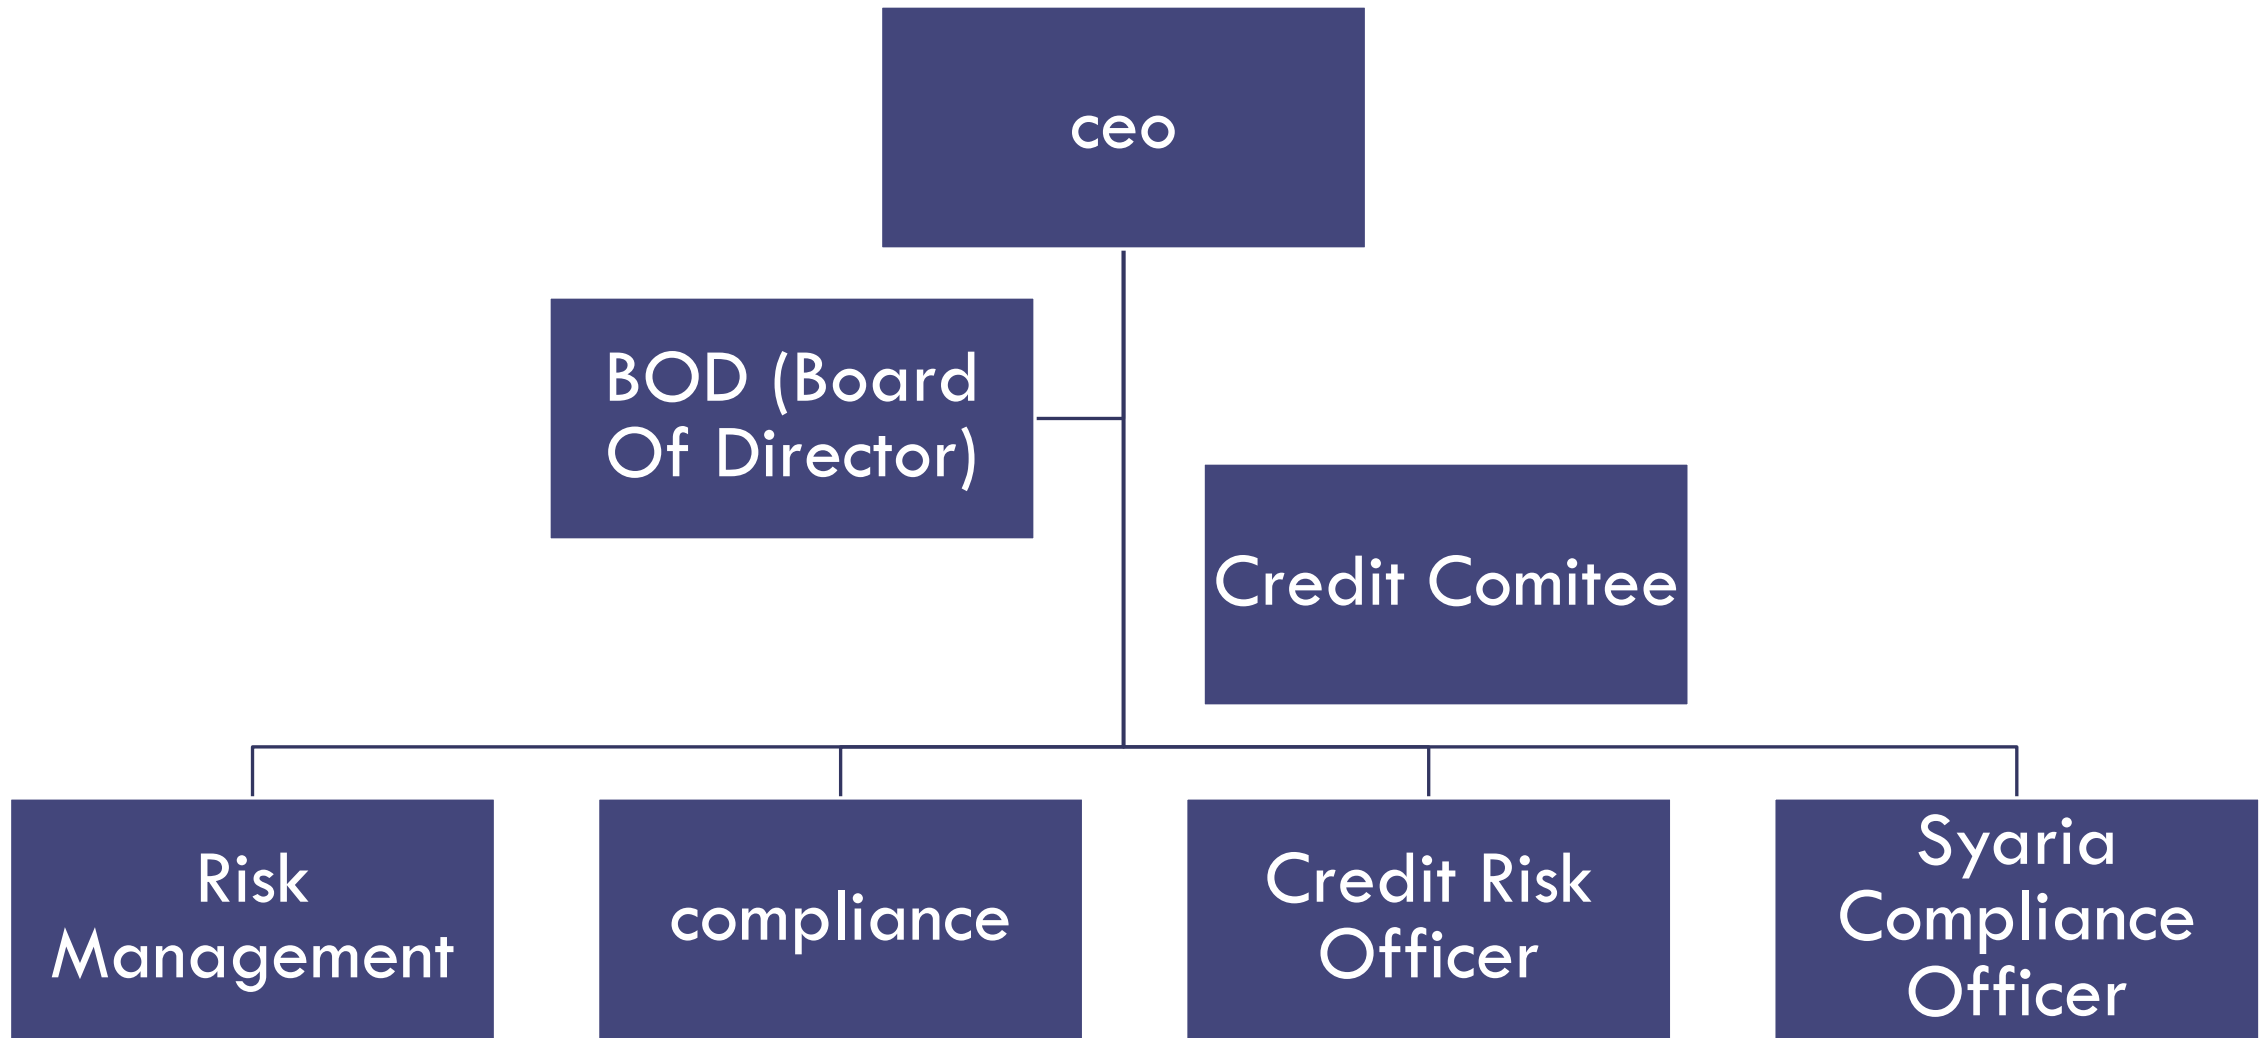 ceo
BOD (Board
Of Director)
Credit Comitee
Risk
Management
compliance
Credit Risk
Officer
Syaria
Compliance
Officer